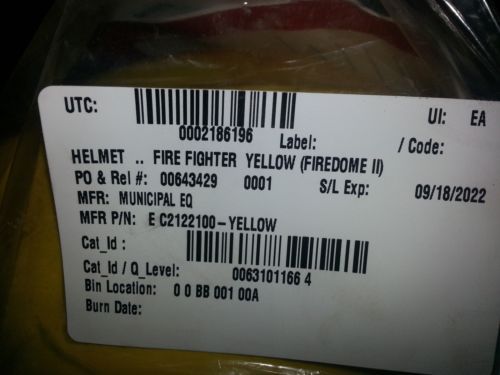 UTC: UI: EA
0002186196 Label: / Code:
HELMET .. FIRE FIGHTER YELLOW (FIREDOME II)
PO & Rel #: 00643429 0001 S/L Exp: 09/18/2022
MFR: MUNICIPAL EQ
MFR P/N: E C2122100-YELLOW
Cat_Id :
Cat_Id / Q_Level: 0063101166 4
Bin Location: 0 0 BB 001 00A
Burn Date: